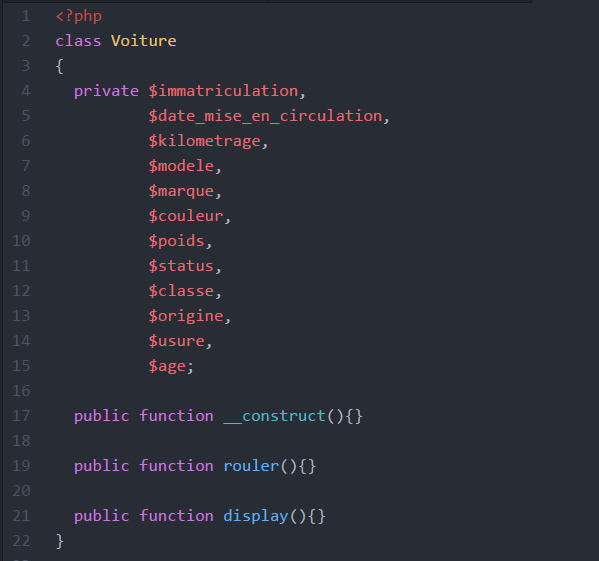 1 <?php
2 class Voiture
3 {
4 private $immatriculation,
5 $date_mise_en_circulation,
6 $kilometrage,
7 $modele,
8 $marque,
9 $couleur,
10 $poids,
11 $status,
12 $classe,
13 $origine,
14 $usure,
15 $age;
16
17 public function __construct(){}
18
19 public function rouler(){}
20
21 public function display(){}
22 }